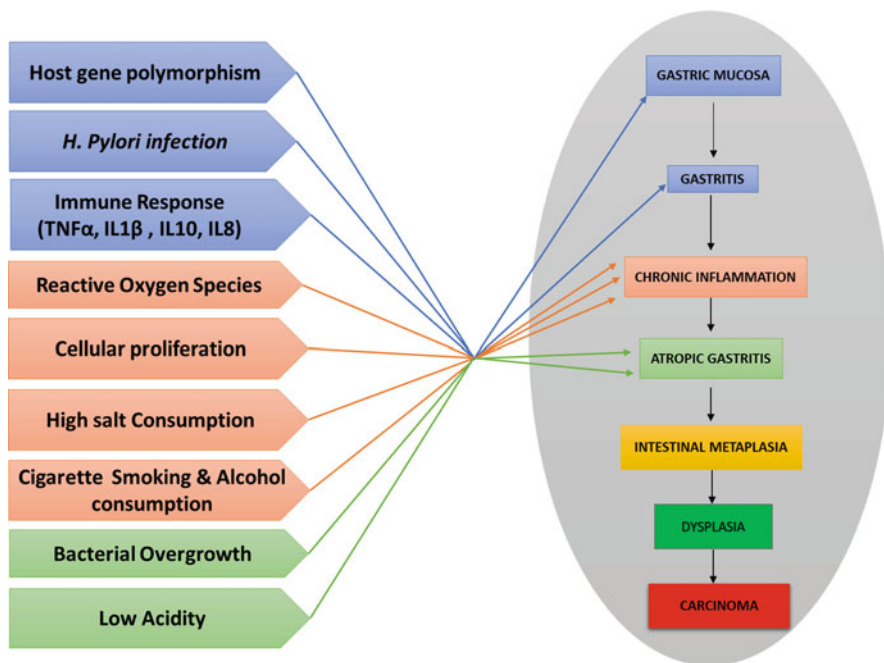 Host gene polymorphism
H. Pylori infection
Immune Response
(TNFα, IL1β , IL10, IL8)
Reactive Oxygen Species
Cellular proliferation
High salt Consumption
Cigarette Smoking & Alcohol
consumption
Bacterial Overgrowth
Low Acidity
GASTRIC MUCOSA
GASTRITIS
CHRONIC INFLAMMATION
ATROPIC GASTRITIS
INTESTINAL METAPLASIA
DYSPLASIA
CARCINOMA